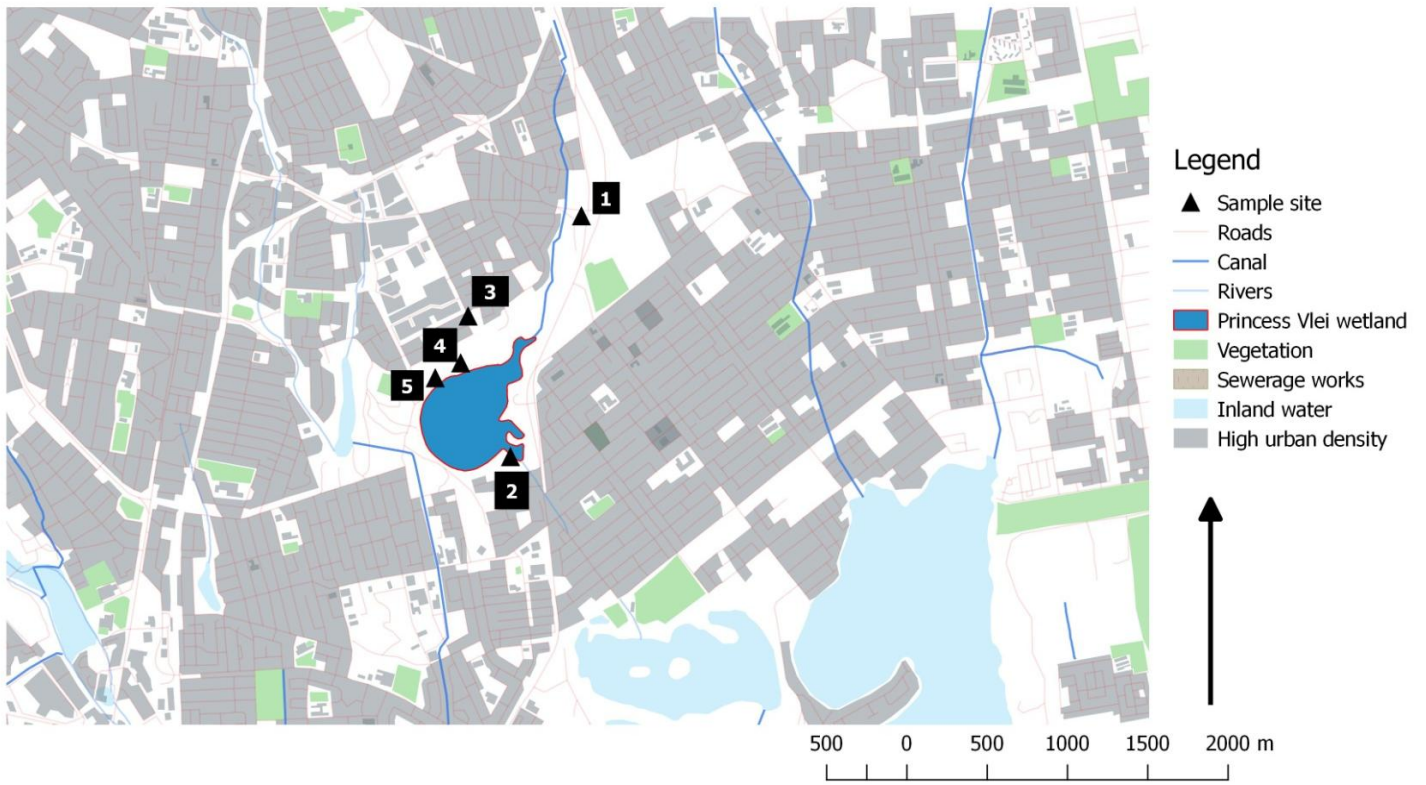 1
3
4
5
2
Legend
Sample site
Roads
Canal
Rivers
Princess Vlei wetland
Vegetation
Sewerage works
Inland water
High urban density
500 0 500 1000 1500 2000 m